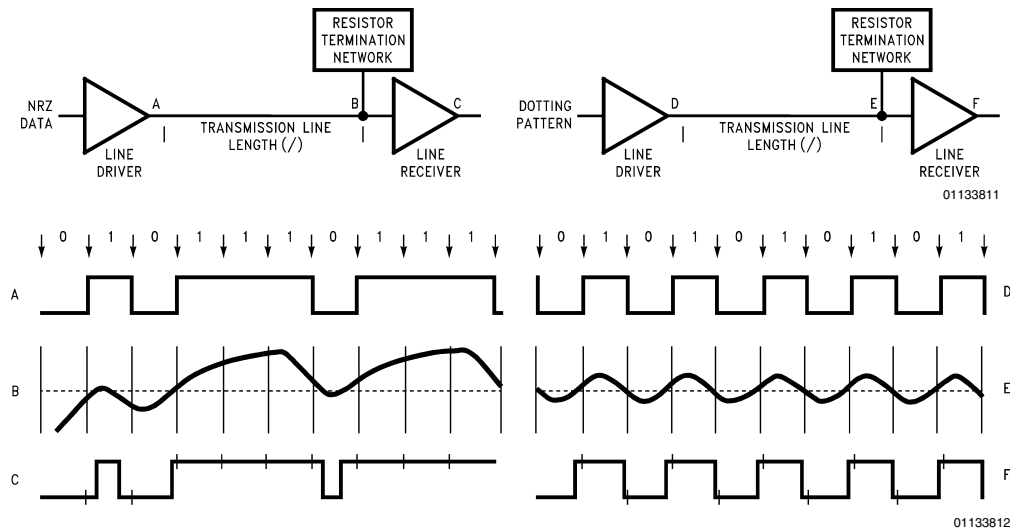 RESISTOR
TERMINATION
NETWORK
NRZ
DATA
A
B
C
TRANSMISSION LINE
LENGTH (/)
LINE
DRIVER
LINE
RECEIVER
RESISTOR
TERMINATION
NETWORK
DOTTING
PATTERN
D
E
F
TRANSMISSION LINE
LENGTH (/)
LINE
DRIVER
LINE
RECEIVER
01133811
0 1 0 1 1 1 0 1 1 1
0 1 0 1 0 1 0 1 0 1
A
D
B
E
C
F
01133812